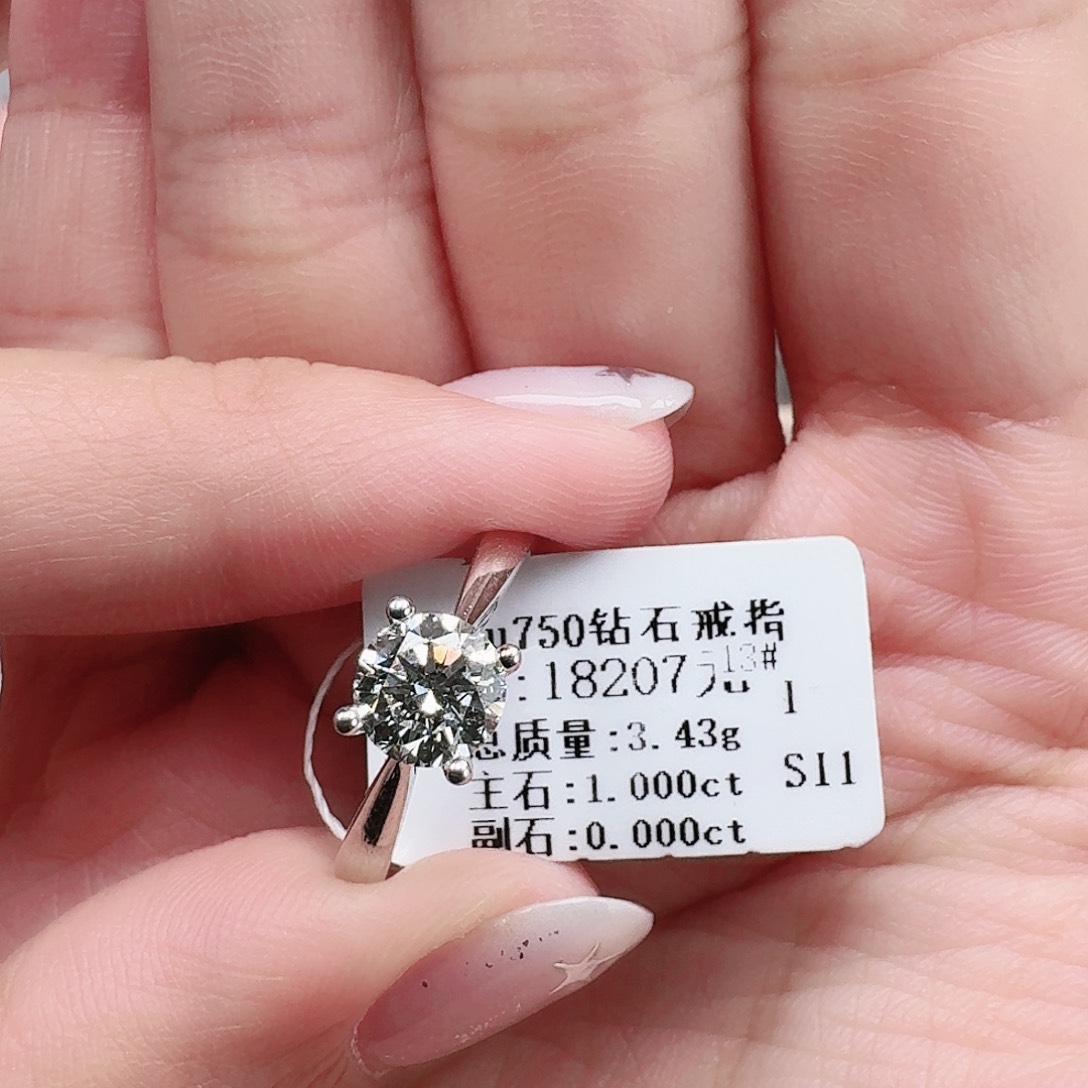 u750钻石戒指
13#
:18207元
1
总质量:3.43g
主石:1.000ct SI1
副石:0.000ct